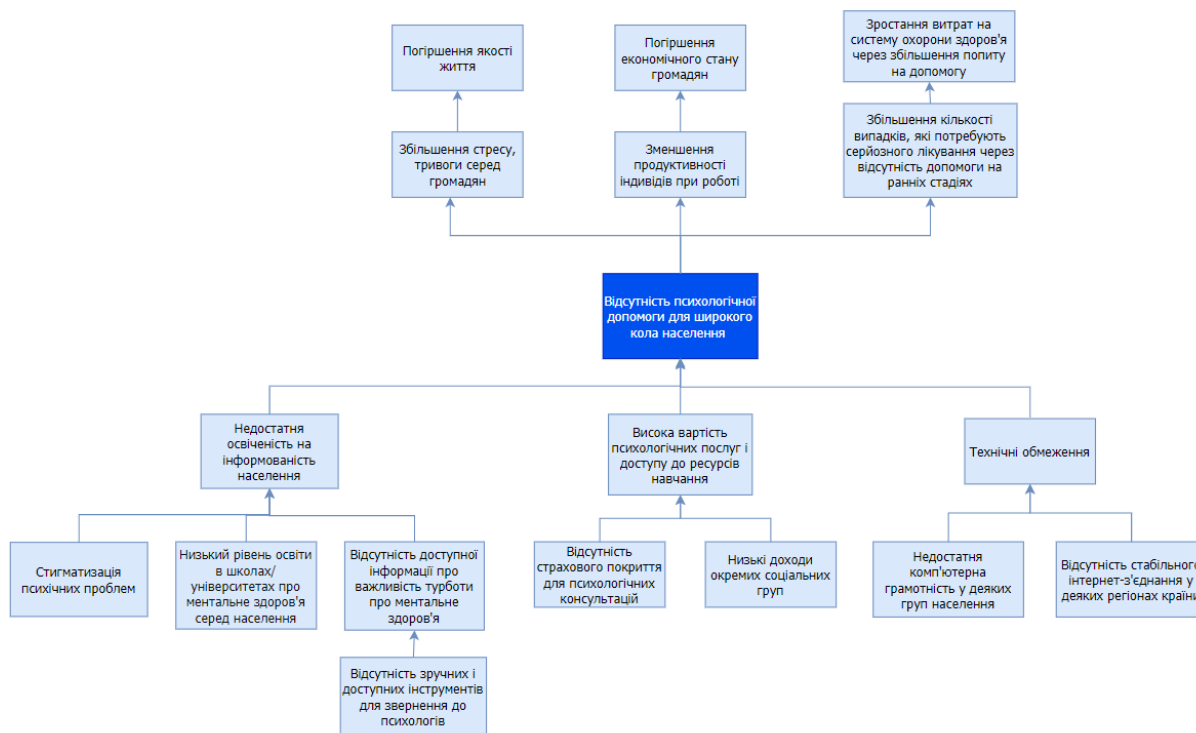 Погіршення якості
життя
Погіршення
економічного стану
громадян
Зростання витрат на
систему охорони здоров'я
через збільшення попиту
на допомогу
Збільшення стресу,
тривоги серед
громадян
Зменшення
продуктивності
індивідів при роботі
Збільшення кількості
випадків, які потребують
серйозного лікування через
відсутність допомоги на
ранніх стадіях
Відсутність психологічної
допомоги для широкого
кола населення
Недостатня
освіченість на
інформованість
населення
Висока вартість
психологічних послуг і
доступу до ресурсів
навчання
Технічні обмеження
Стигматизація
психічних проблем
Низький рівень освіти
в школах/
університетах про
ментальне здоров'я
серед населення
Відсутність доступної
інформації про
важливість турботи
про ментальне
здоров'я
Відсутність
страхового покриття
для психологічних
консультацій
Низькі доходи
окремих соціальних
груп
Недостатня
комп'ютерна
грамотність у деяких
груп населення
Відсутність стабільного
інтернет-з'єднання у
деяких регіонах країни
Відсутність зручних і
доступних інструментів
для звернення до
психологів